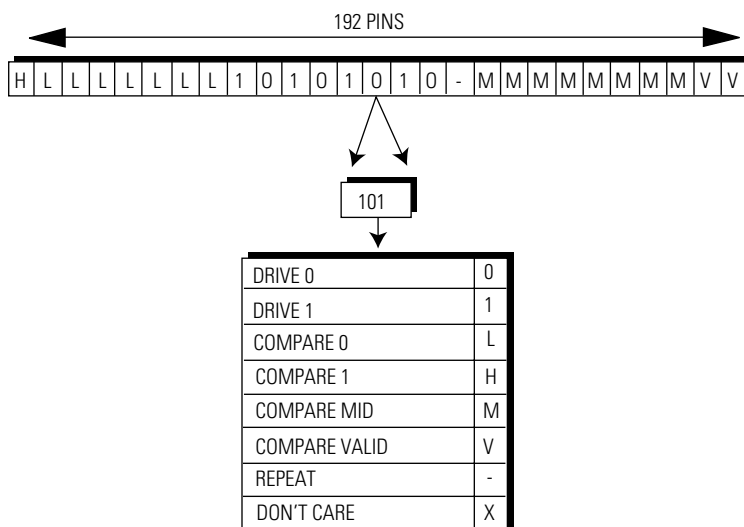 192 PINS
H L L L L L L L 1 0 1 0 1 0 1 0 - M M M M M M M M V V
101
DRIVE 0 0
DRIVE 1 1
COMPARE 0 L
COMPARE 1 H
COMPARE MID M
COMPARE VALID V
REPEAT -
DON'T CARE X